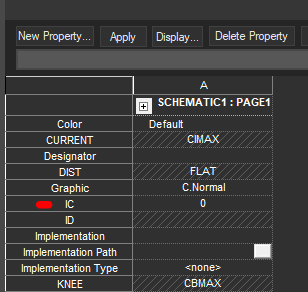 New Property... Apply Display... Delete Property
A
SCHEMATIC1 : PAGE1
Color Default
CURRENT CIMAX
Designator
DIST FLAT
Graphic C.Normal
IC 0
ID
Implementation
Implementation Path
Implementation Type <none>
KNEE CBMAX